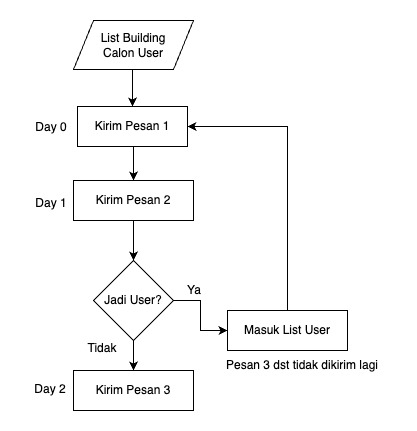 List Building
Calon User
Day 0
Kirim Pesan 1
Day 1
Kirim Pesan 2
Jadi User?
Ya
Masuk List User
Tidak
Pesan 3 dst tidak dikirim lagi
Day 2
Kirim Pesan 3